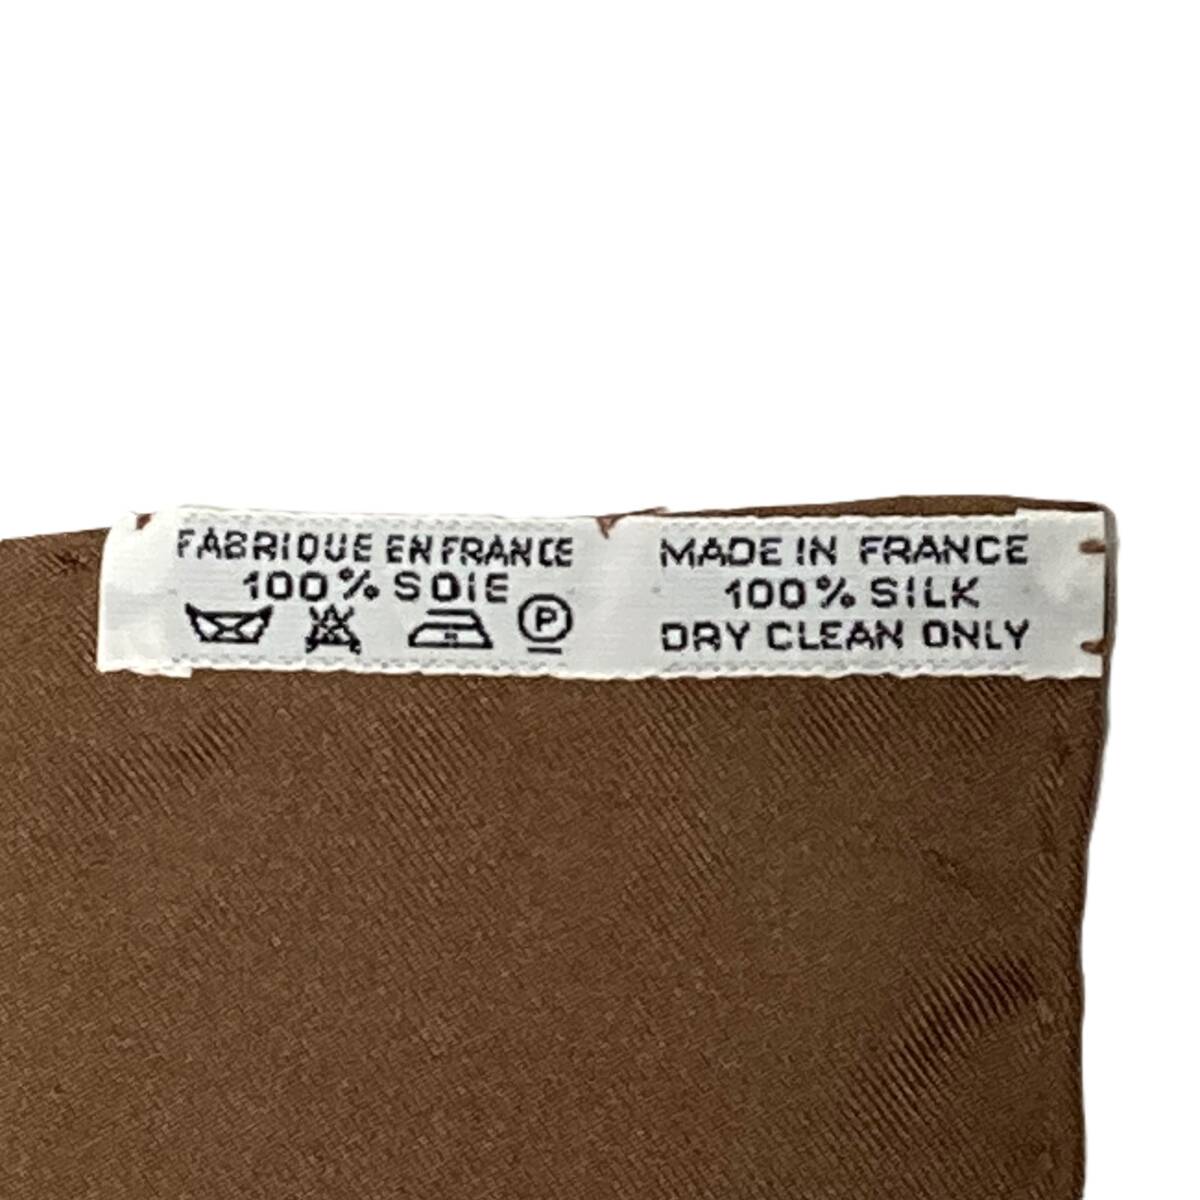 FABRIQUE EN FRANCE
100% SOIE
P
MADE IN FRANCE
100% SILK
DRY CLEAN ONLY